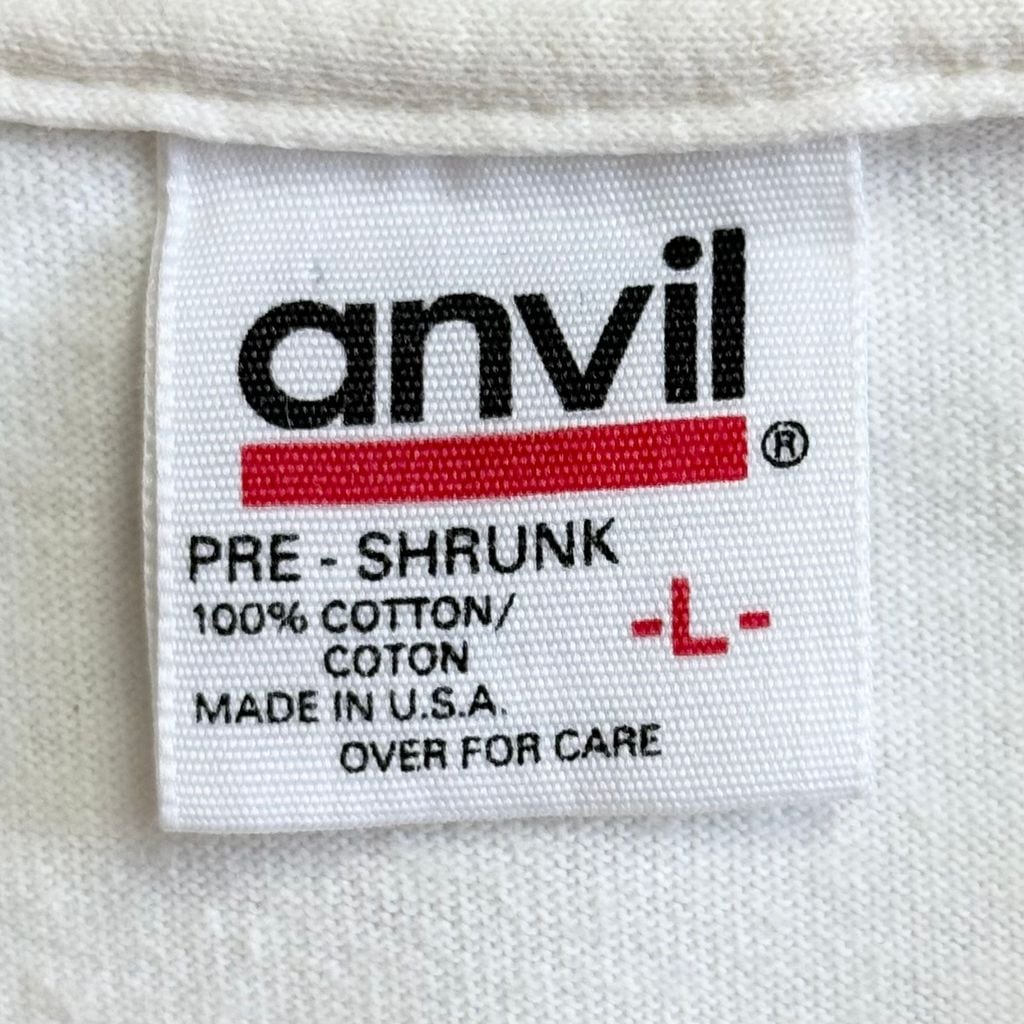 anvil
®
PRE - SHRUNK
100% COTTON/
COTON
-L-
MADE IN U.S.A.
OVER FOR CARE